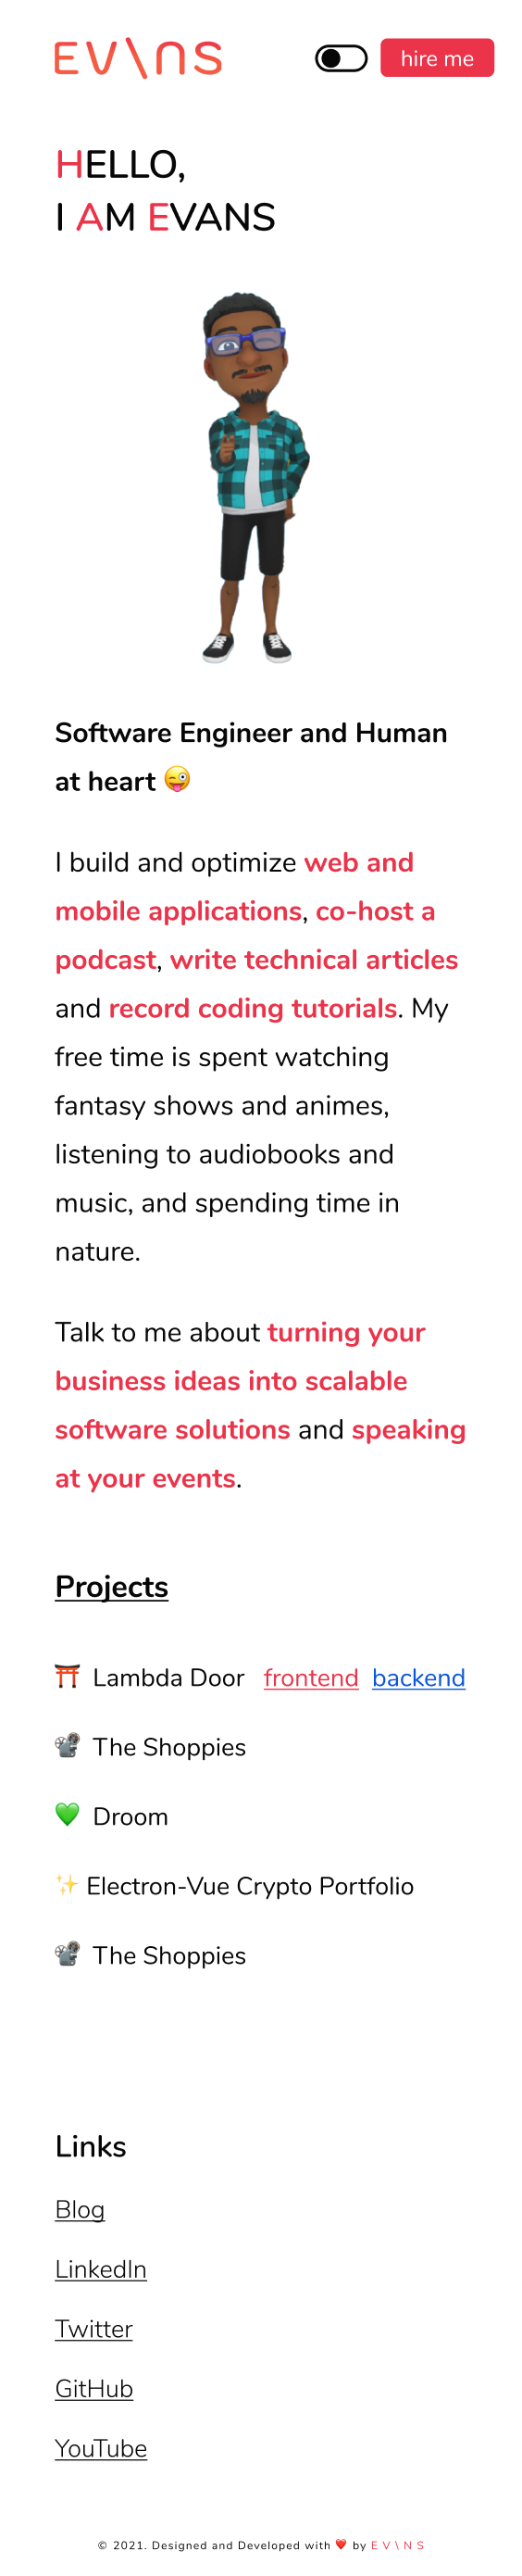 EV\NS
hire me
HELLO,
I AM EVANS
Software Engineer and Human
at heart 😜
I build and optimize web and
mobile applications, co-host a
podcast, write technical articles
and record coding tutorials. My
free time is spent watching
fantasy shows and animes,
listening to audiobooks and
music, and spending time in
nature.
Talk to me about turning your
business ideas into scalable
software solutions and speaking
at your events.
Projects
⛩️ Lambda Door frontend backend
📽️ The Shoppies
💚 Droom
✨ Electron-Vue Crypto Portfolio
📽️ The Shoppies
Links
Blog
LinkedIn
Twitter
GitHub
YouTube
© 2021. Designed and Developed with ❤️ by E V \ N S